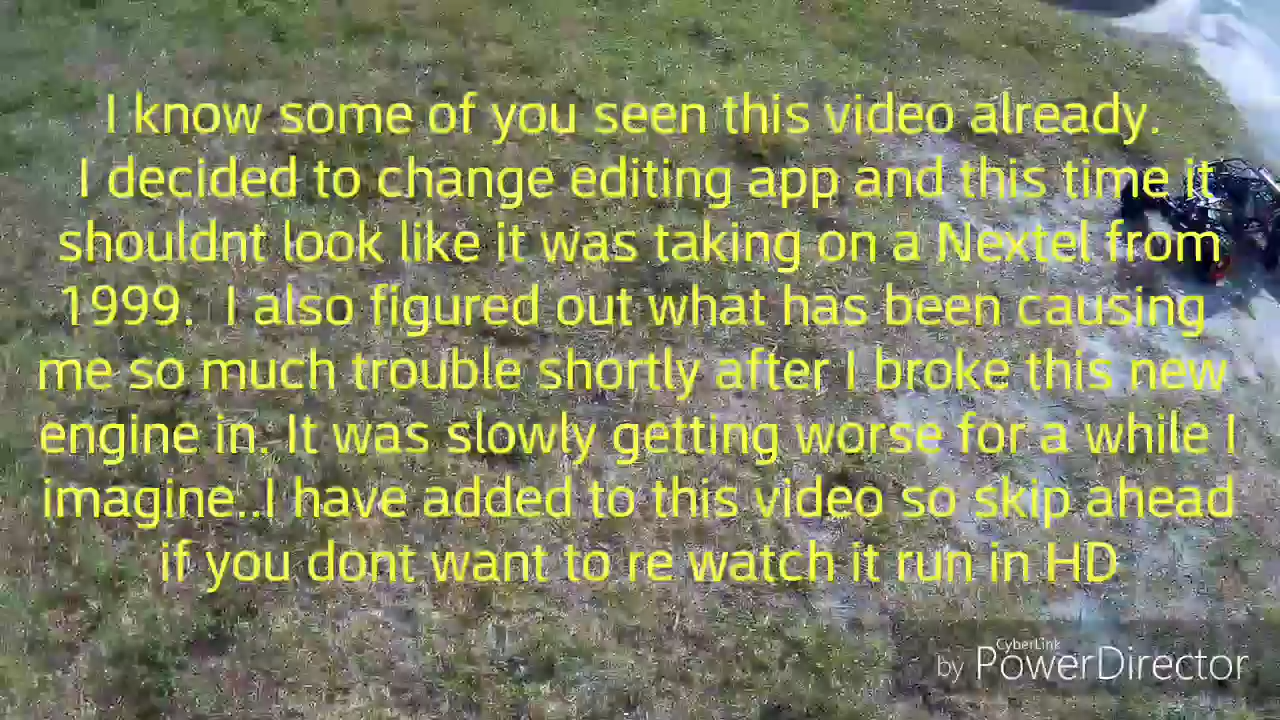 I know some of you seen this video already.
I decided to change editing app and this time it
shouldnt look like it was taking on a Nextel from
1999. I also figured out what has been causing
me so much trouble shortly after I broke this new
engine in. It was slowly getting worse for a while I
imagine..I have added to this video so skip ahead
if you dont want to re watch it run in HD
CyberLink
by PowerDirector